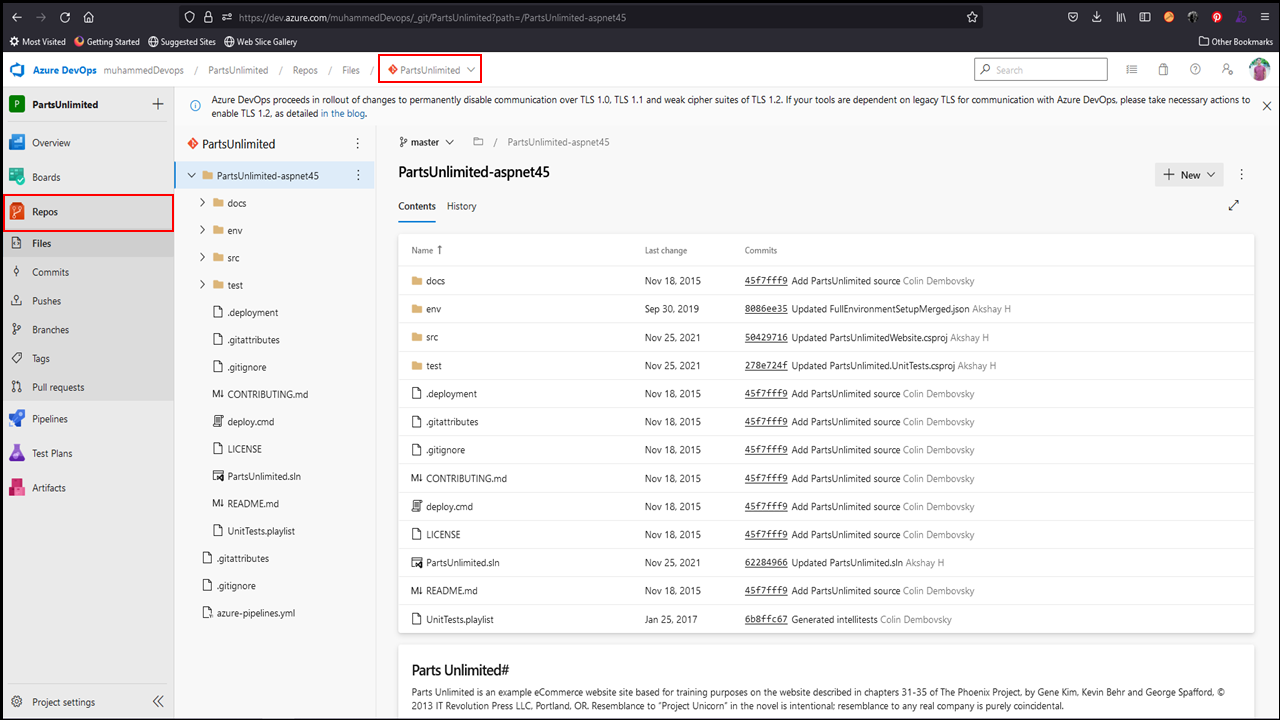 https://dev.azure.com/muhammedDevops/_git/PartsUnlimited?path=/PartsUnlimited-aspnet45
Most Visited Getting Started Suggested Sites Web Slice Gallery Other Bookmarks
Azure DevOps muhammedDevops / PartsUnlimited / Repos / Files / PartsUnlimited Search
P PartsUnlimited
Overview
Boards
Repos
Files
Commits
Pushes
Branches
Tags
Pull requests
Pipelines
Test Plans
Artifacts
Project settings
Azure DevOps proceeds in rollout of changes to permanently disable communication over TLS 1.0, TLS 1.1 and weak cipher suites of TLS 1.2. If your tools are dependent on legacy TLS for communication with Azure DevOps, please take necessary actions to
enable TLS 1.2, as detailed in the blog.
PartsUnlimited
PartsUnlimited-aspnet45
docs
env
src
test
.deployment
.gitattributes
.gitignore
M↓ CONTRIBUTING.md
deploy.cmd
LICENSE
PartsUnlimited.sln
M↓ README.md
UnitTests.playlist
.gitattributes
.gitignore
azure-pipelines.yml
master / PartsUnlimited-aspnet45
PartsUnlimited-aspnet45
New
Contents History
Name ↑ Last change Commits
docs Nov 18, 2015 45f7fff9 Add PartsUnlimited source Colin Dembovsky
env Sep 30, 2019 8086ee35 Updated FullEnvironmentSetupMerged.json Akshay H
src Nov 25, 2021 50429716 Updated PartsUnlimitedWebsite.csproj Akshay H
test Nov 25, 2021 278e724f Updated PartsUnlimited.UnitTests.csproj Akshay H
.deployment Nov 18, 2015 45f7fff9 Add PartsUnlimited source Colin Dembovsky
.gitattributes Nov 18, 2015 45f7fff9 Add PartsUnlimited source Colin Dembovsky
.gitignore Nov 18, 2015 45f7fff9 Add PartsUnlimited source Colin Dembovsky
M↓ CONTRIBUTING.md Nov 18, 2015 45f7fff9 Add PartsUnlimited source Colin Dembovsky
deploy.cmd Nov 18, 2015 45f7fff9 Add PartsUnlimited source Colin Dembovsky
LICENSE Nov 18, 2015 45f7fff9 Add PartsUnlimited source Colin Dembovsky
PartsUnlimited.sln Nov 25, 2021 62284966 Updated PartsUnlimited.sln Akshay H
M↓ README.md Nov 18, 2015 45f7fff9 Add PartsUnlimited source Colin Dembovsky
UnitTests.playlist Jan 25, 2017 6b8ffc67 Generated intellitests Colin Dembovsky
Parts Unlimited#
Parts Unlimited is an example eCommerce website site based for training purposes on the website described in chapters 31-35 of The Phoenix Project, by Gene Kim, Kevin Behr and George Spafford, ©
2013 IT Revolution Press LLC, Portland, OR. Resemblance to "Project Unicorn" in the novel is intentional; resemblance to any real company is purely coincidental.